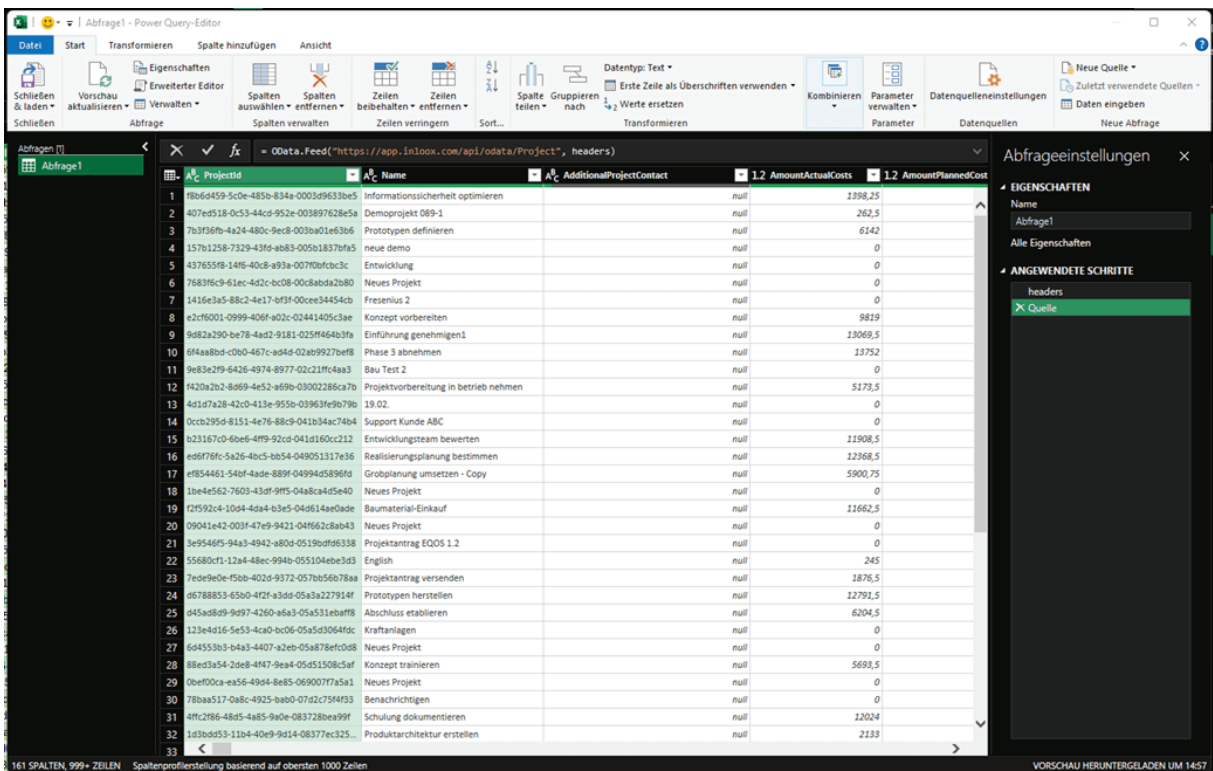 Abfrage1 - Power Query-Editor
Datei Start Transformieren Spalte hinzufügen Ansicht
Schließen & laden
Vorschau aktualisieren
Eigenschaften
Erweiterter Editor
Verwalten
Spalten auswählen
Spalten entfernen
Zeilen beibehalten
Zeilen entfernen
Spalte teilen
Gruppieren nach
Datentyp: Text
Erste Zeile als Überschriften verwenden
Werte ersetzen
Kombinieren
Parameter verwalten
Datenquelleneinstellungen
Neue Quelle
Zuletzt verwendete Quellen
Daten eingeben
Schließen Abfrage Spalten verwalten Zeilen verringern Sort... Transformieren Parameter Datenquellen Neue Abfrage
Abfragen [1]
Abfrage1
= OData.Feed("https://app.inloox.com/api/odata/Project", headers)
ProjectId Name AdditionalProjectContact 1.2 AmountActualCosts 1.2 AmountPlannedCost
1 f8b6d459-5c0e-485b-834a-0003d9633be5 Informationssicherheit optimieren null 1398,25
2 407ed518-0c53-44cd-952e-003897628e5a Demoprojekt 089-1 null 262,5
3 7b3f36fb-4a24-480c-9ec8-003ba01e63b6 Prototypen definieren null 6142
4 157b1258-7329-43fd-ab83-005b1837bfa5 neue demo null 0
5 437655f8-14f6-40c8-a93a-007f0bfcbc3c Entwicklung null 0
6 7683f6c9-61ec-4d2c-bc08-00c8abda2b80 Neues Projekt null 0
7 1416e3a5-88c2-4e17-bf3f-00cee34454cb Fresenius 2 null 0
8 e2cf6001-0999-406f-a02c-02441405c3ae Konzept vorbereiten null 9819
9 9d82a290-be78-4ad2-9181-025ff464b3fa Einführung genehmigen1 null 13069,5
10 6f4aa8bd-c0b0-467c-ad4d-02ab9927bef8 Phase 3 abnehmen null 13752
11 9e83e2f9-6426-4974-8977-02c21ffc4aa3 Bau Test 2 null 0
12 f420a2b2-8d69-4e52-a69b-03002286ca7b Projektvorbereitung in betrieb nehmen null 5173,5
13 4d1d7a28-42c0-413e-955b-03963fe9b79b 19.02. null 0
14 0ccb295d-8151-4e76-88c9-041b34ac74b4 Support Kunde ABC null 0
15 b23167c0-6be6-4ff9-92cd-041d160cc212 Entwicklungsteam bewerten null 11908,5
16 ed6f76fc-5a26-4bc5-bb54-049051317e36 Realisierungsplanung bestimmen null 12368,5
17 ef854461-54bf-4ade-889f-04994d5896fd Grobplanung umsetzen - Copy null 5900,75
18 1be4e562-7603-43df-9ff5-04a8ca4d5e40 Neues Projekt null 0
19 f2f592c4-10d4-4da4-b3e5-04d614ae0ade Baumaterial-Einkauf null 11662,5
20 09041e42-003f-47e9-9421-04f662c8ab43 Neues Projekt null 0
21 3e9546f5-94a3-4942-a80d-0519bdfd6338 Projektantrag EQOS 1.2 null 0
22 55680cf1-12a4-48ec-994b-055104ebe3d3 English null 245
23 7ede9e0e-f5bb-402d-9372-057bb56b78aa Projektantrag versenden null 1876,5
24 d6788853-65b0-4f2f-a3dd-05a3a227914f Prototypen herstellen null 12791,5
25 d45ad8d9-9d97-4260-a6a3-05a531ebaff8 Abschluss etablieren null 6204,5
26 123e4d16-5e53-4ca0-bc06-05a5d3064fdc Kraftanlagen null 0
27 6d4553b3-b4a3-4407-a2eb-05a878efc0d8 Neues Projekt null 0
28 88ed3a54-2de8-4f47-9ea4-05d51508c5af Konzept trainieren null 5693,5
29 0bef00ca-ea56-49d4-8e85-069007f7a5a1 Neues Projekt null 0
30 78baa517-0a8c-4925-bab0-07d2c75f4f33 Benachrichtigen null 0
31 4ffc2f86-48d5-4a85-9a0e-083728bea99f Schulung dokumentieren null 12024
32 1d3bdd53-11b4-40e9-9d14-08377ec325... Produktarchitektur erstellen null 2133
33
Abfrageeinstellungen
EIGENSCHAFTEN
Name
Abfrage1
Alle Eigenschaften
ANGEWENDETE SCHRITTE
headers
Quelle
161 SPALTEN, 999+ ZEILEN Spaltenprofilerstellung basierend auf obersten 1000 Zeilen VORSCHAU HERUNTERGELADEN UM 14:57